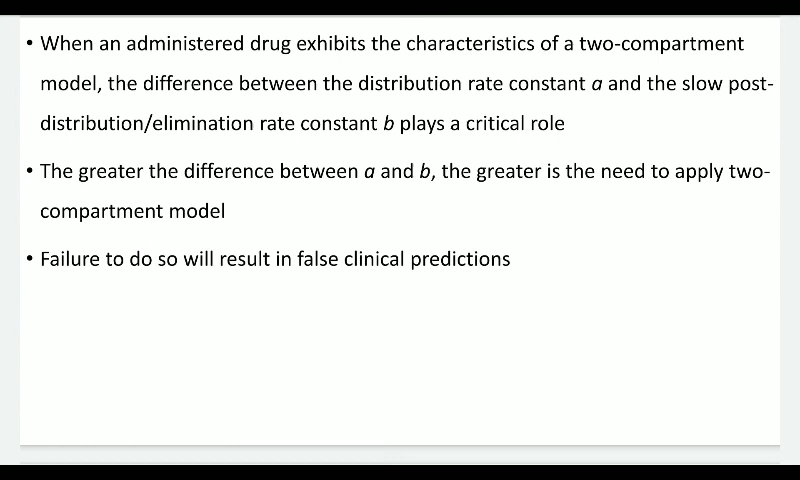 • When an administered drug exhibits the characteristics of a two-compartment
model, the difference between the distribution rate constant a and the slow post-
distribution/elimination rate constant b plays a critical role
• The greater the difference between a and b, the greater is the need to apply two-
compartment model
• Failure to do so will result in false clinical predictions